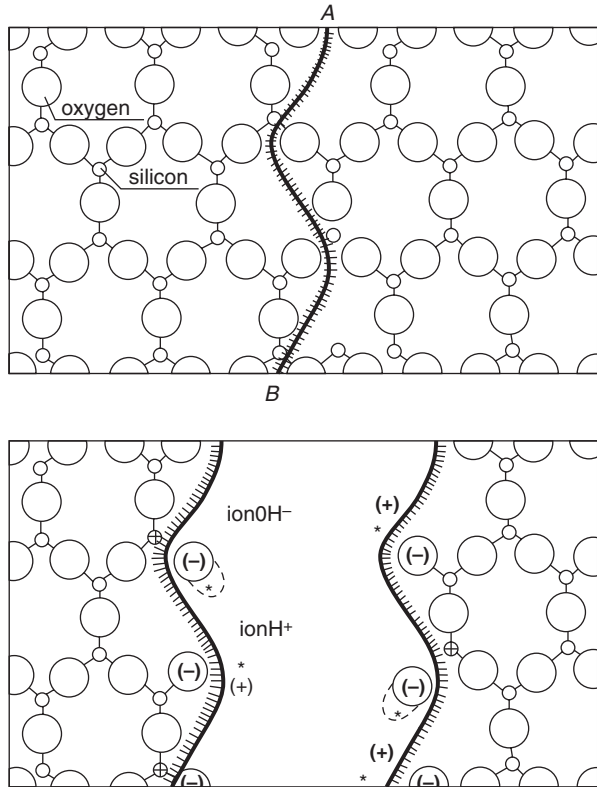 A
oxygen
silicon
B
ion0H–
(+)
*
(–)
(–)
*
ionH+
(–)
*
(+)
(–)
*
(+)
(–)
*
(–)